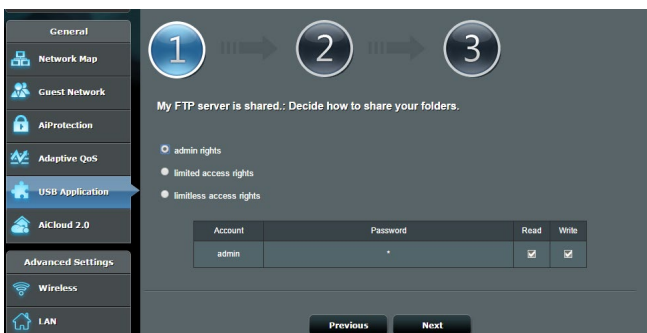 General
Network Map
Guest Network
AiProtection
Adaptive QoS
USB Application
AiCloud 2.0
Advanced Settings
Wireless
LAN
1
2
3
My FTP server is shared.: Decide how to share your folders.
admin rights
limited access rights
limitless access rights
Account Password Read Write
admin *
Previous Next